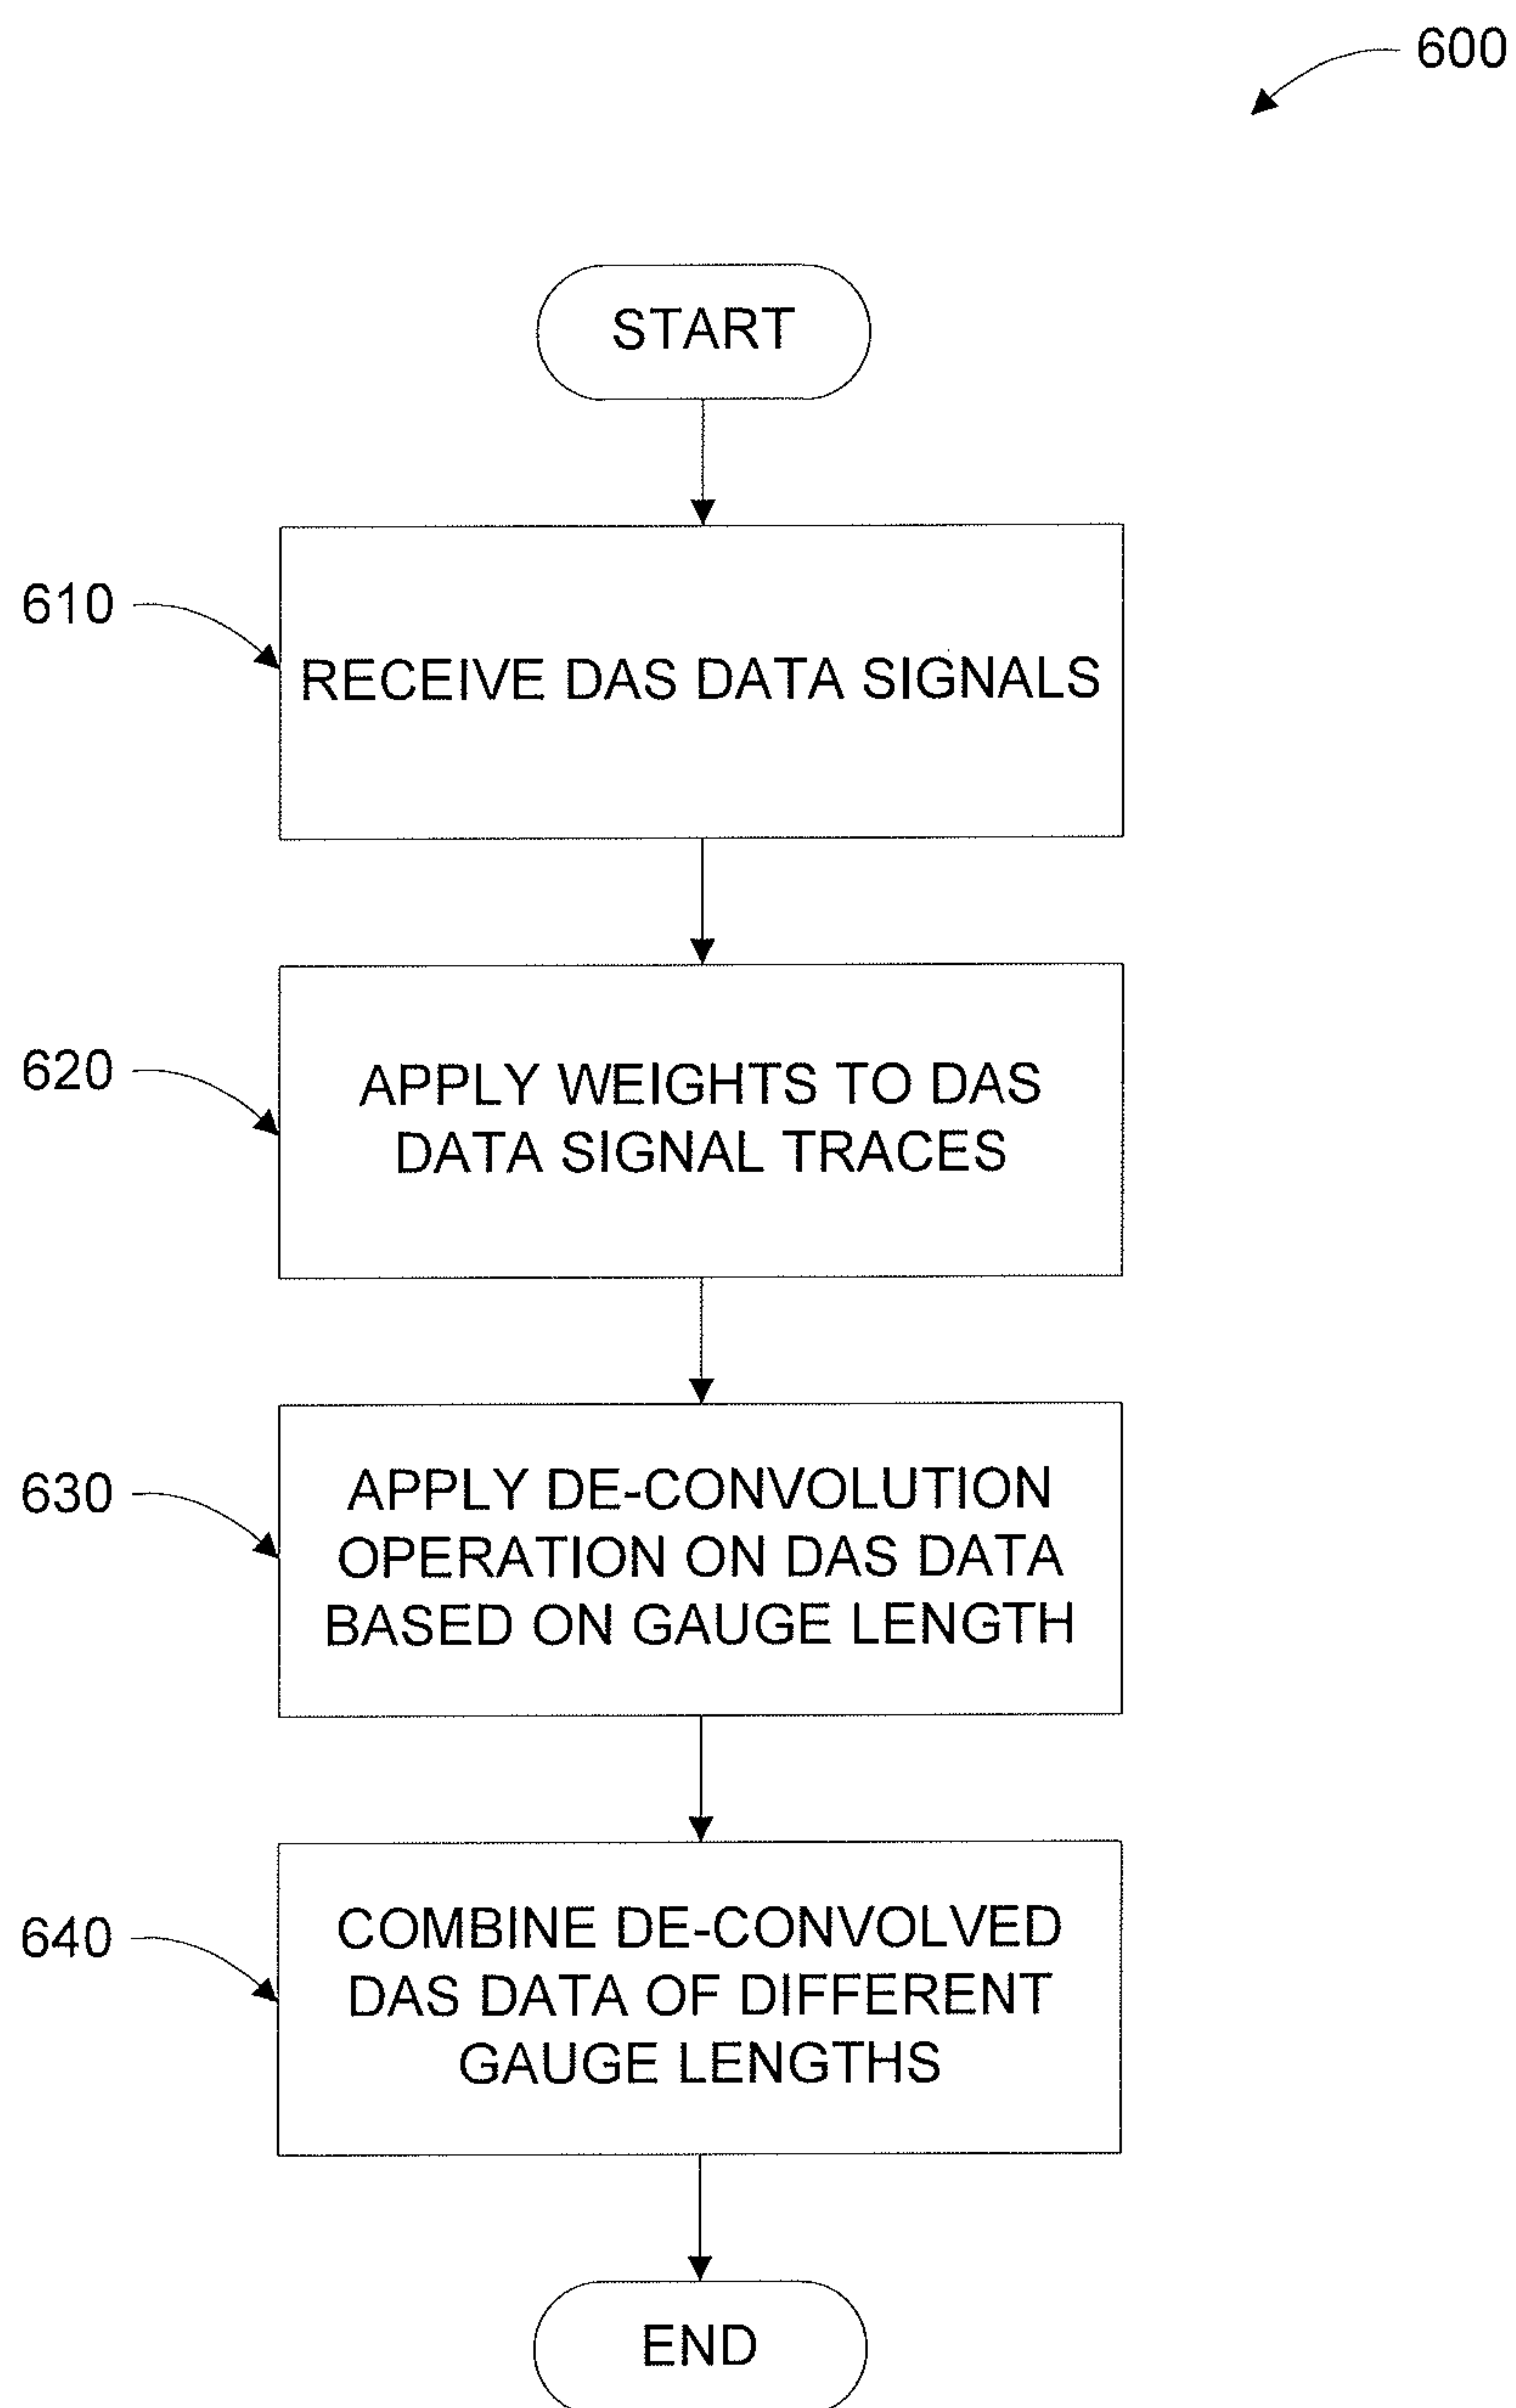 600
START
610
RECEIVE DAS DATA SIGNALS
620
APPLY WEIGHTS TO DAS
DATA SIGNAL TRACES
630
APPLY DE-CONVOLUTION
OPERATION ON DAS DATA
BASED ON GAUGE LENGTH
640
COMBINE DE-CONVOLVED
DAS DATA OF DIFFERENT
GAUGE LENGTHS
END